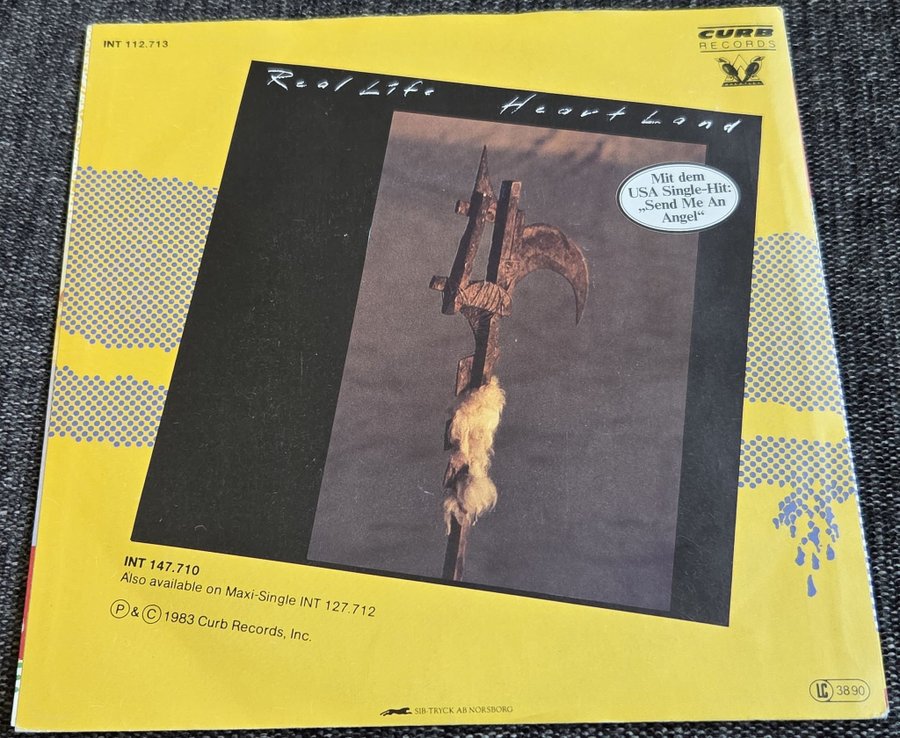 INT 112.713
CURB
RECORDS
Real Life Heart Land
Mit dem
USA Single-Hit:
„Send Me An
Angel“
INT 147.710
Also available on Maxi-Single INT 127.712
Ⓟ & Ⓒ 1983 Curb Records, Inc.
LC 3890
SIB-TRYCK AB NORSBORG